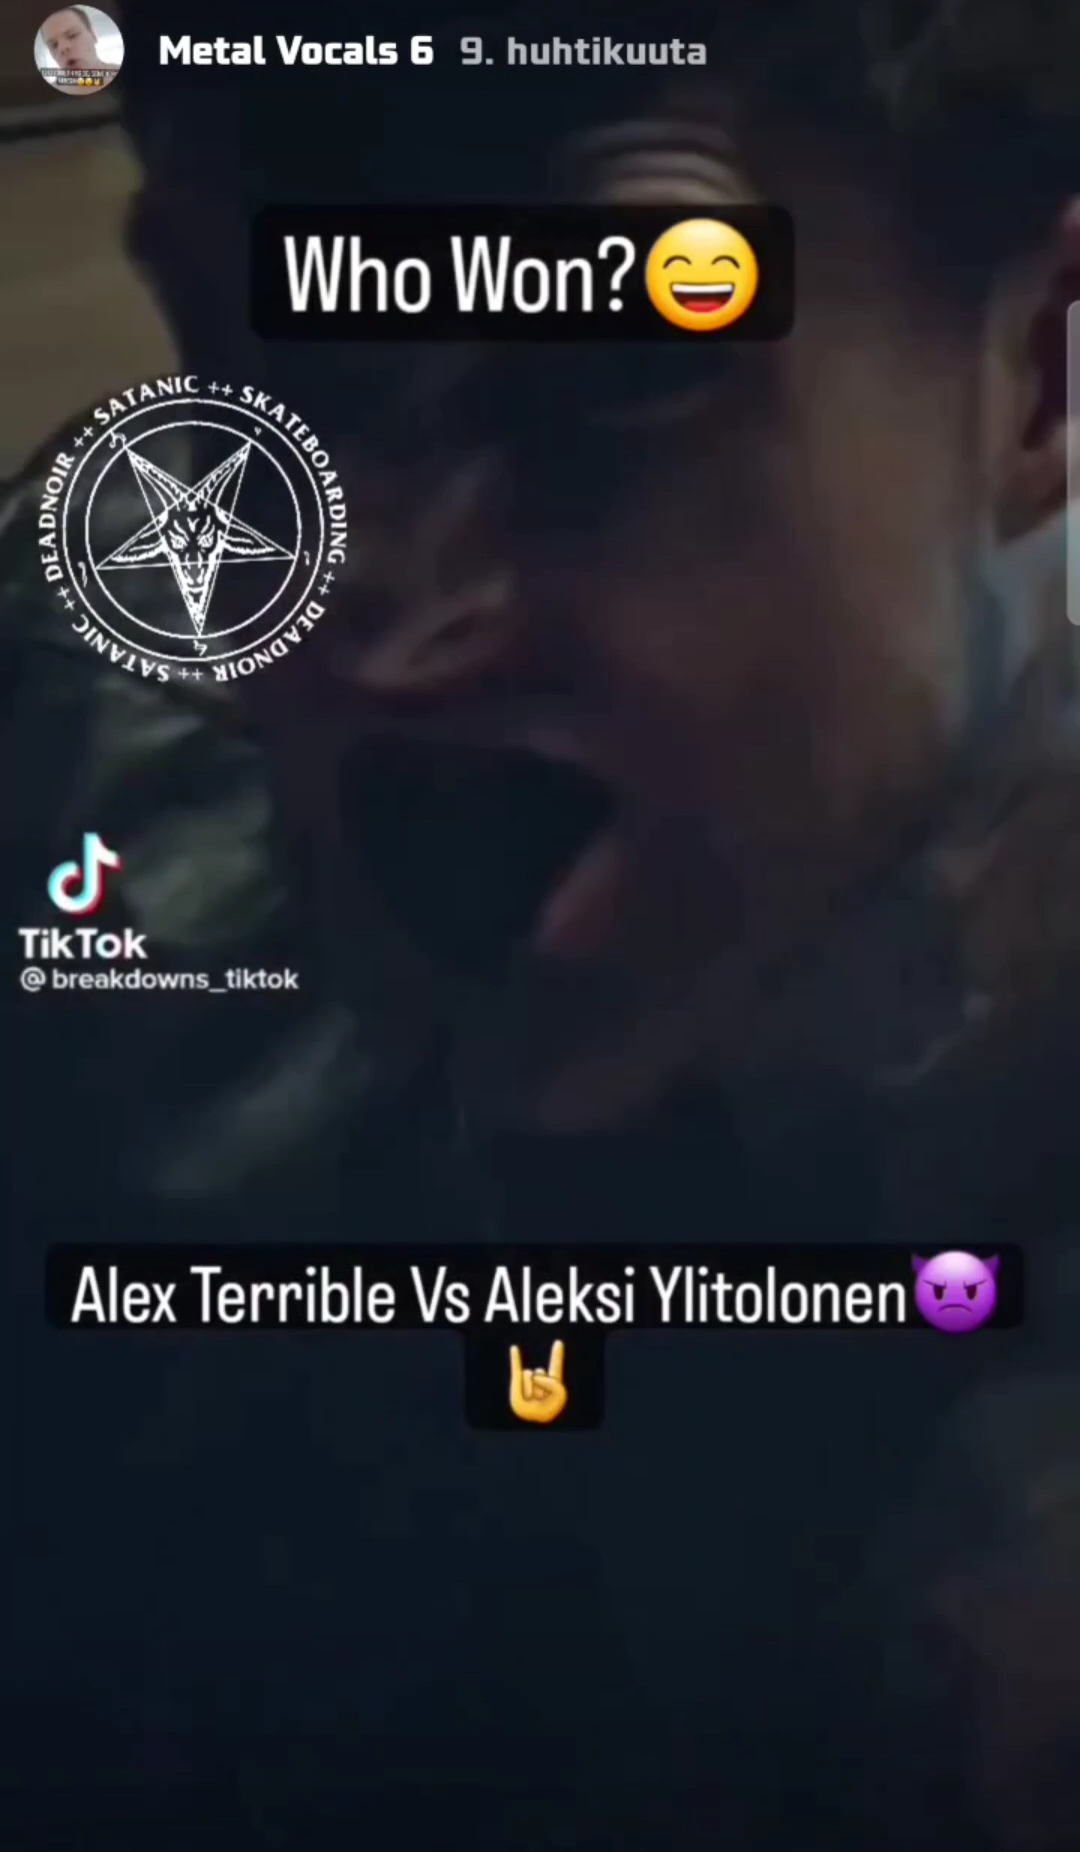 Metal Vocals 6 9. huhtikuuta
Who Won?😄
DEADNOIR ++ SATANIC ++ SKATEBOARDING ++ DEADNOIR ++ SATANIC ++
TikTok
@breakdowns_tiktok
Alex Terrible Vs Aleksi Ylitolonen👿
🤘